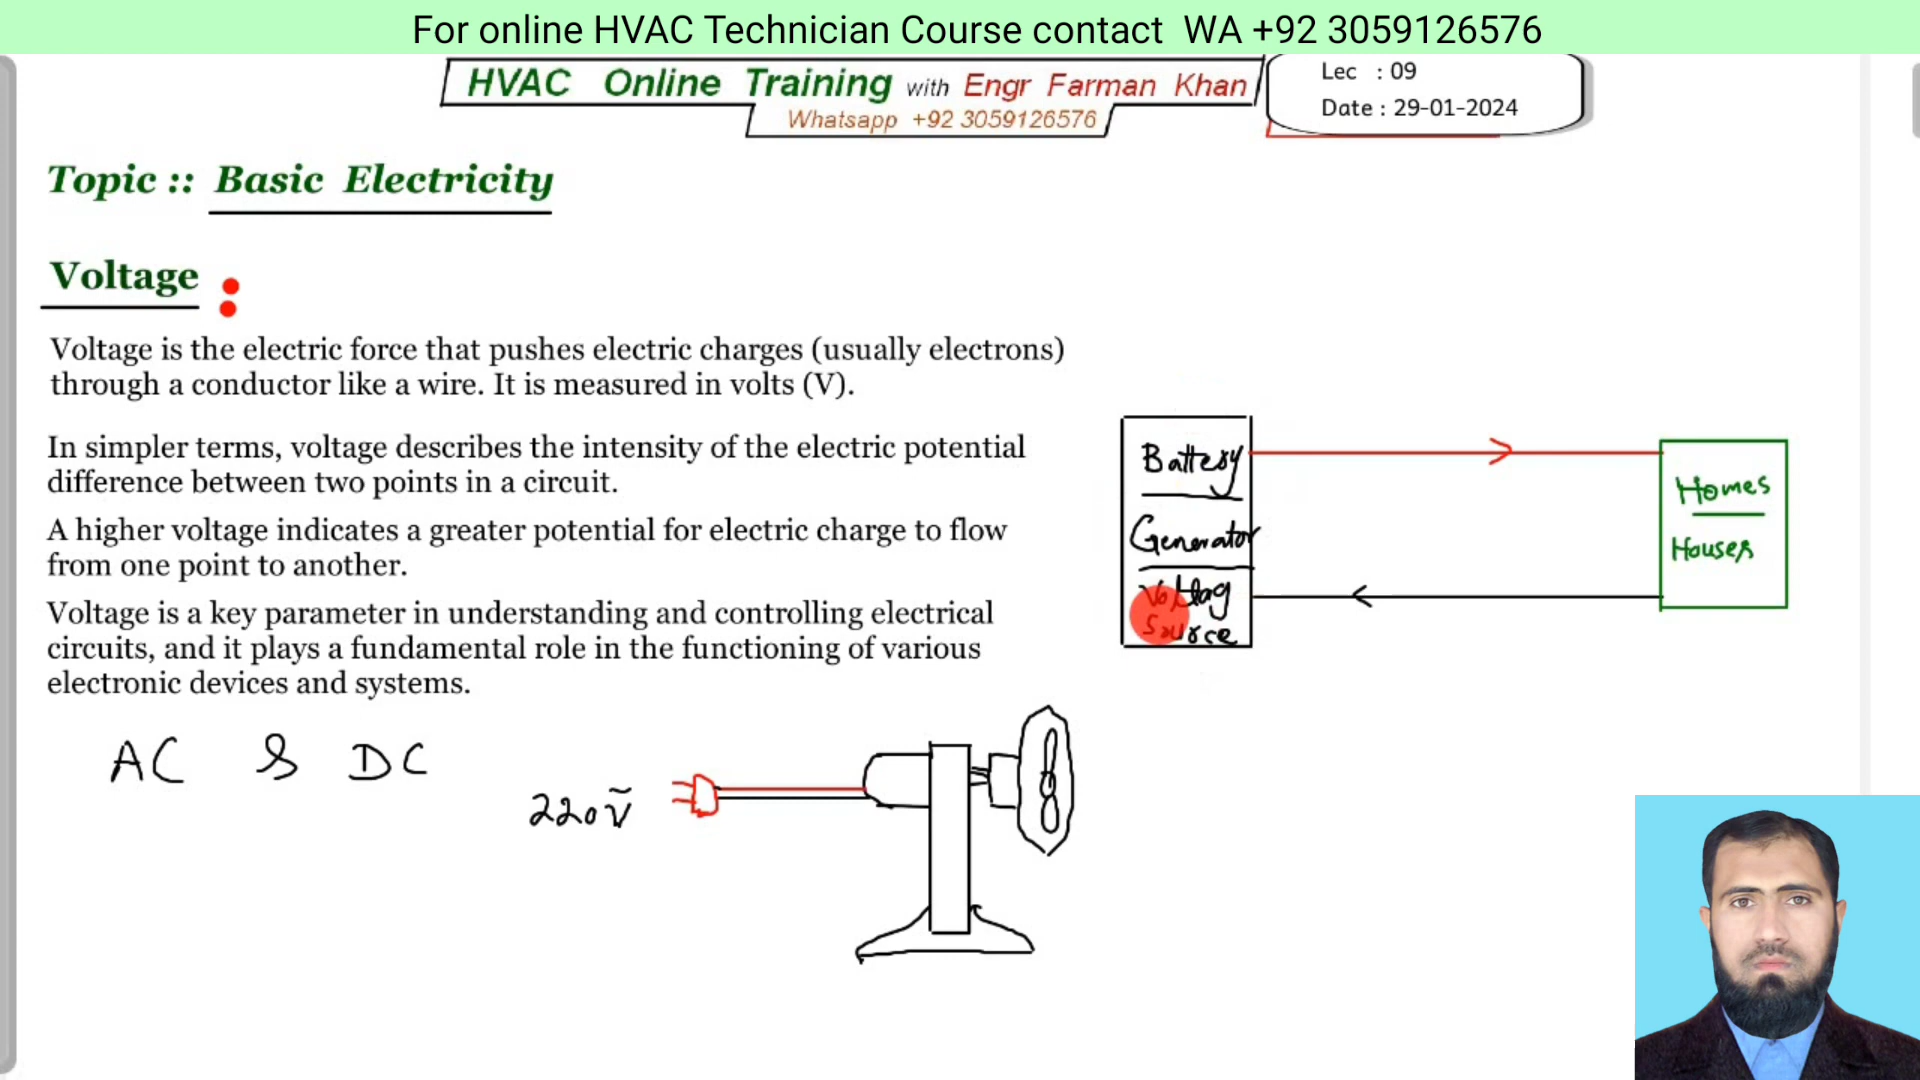 For online HVAC Technician Course contact WA +92 3059126576
HVAC Online Training with Engr Farman Khan
Whatsapp +92 3059126576
Lec : 09
Date : 29-01-2024
Topic :: Basic Electricity
Voltage :
Voltage is the electric force that pushes electric charges (usually electrons)
through a conductor like a wire. It is measured in volts (V).
In simpler terms, voltage describes the intensity of the electric potential
difference between two points in a circuit.
A higher voltage indicates a greater potential for electric charge to flow
from one point to another.
Voltage is a key parameter in understanding and controlling electrical
circuits, and it plays a fundamental role in the functioning of various
electronic devices and systems.
AC & DC
220 Ṽ
Battery
Generator
Voltag
Source
Homes
Houses